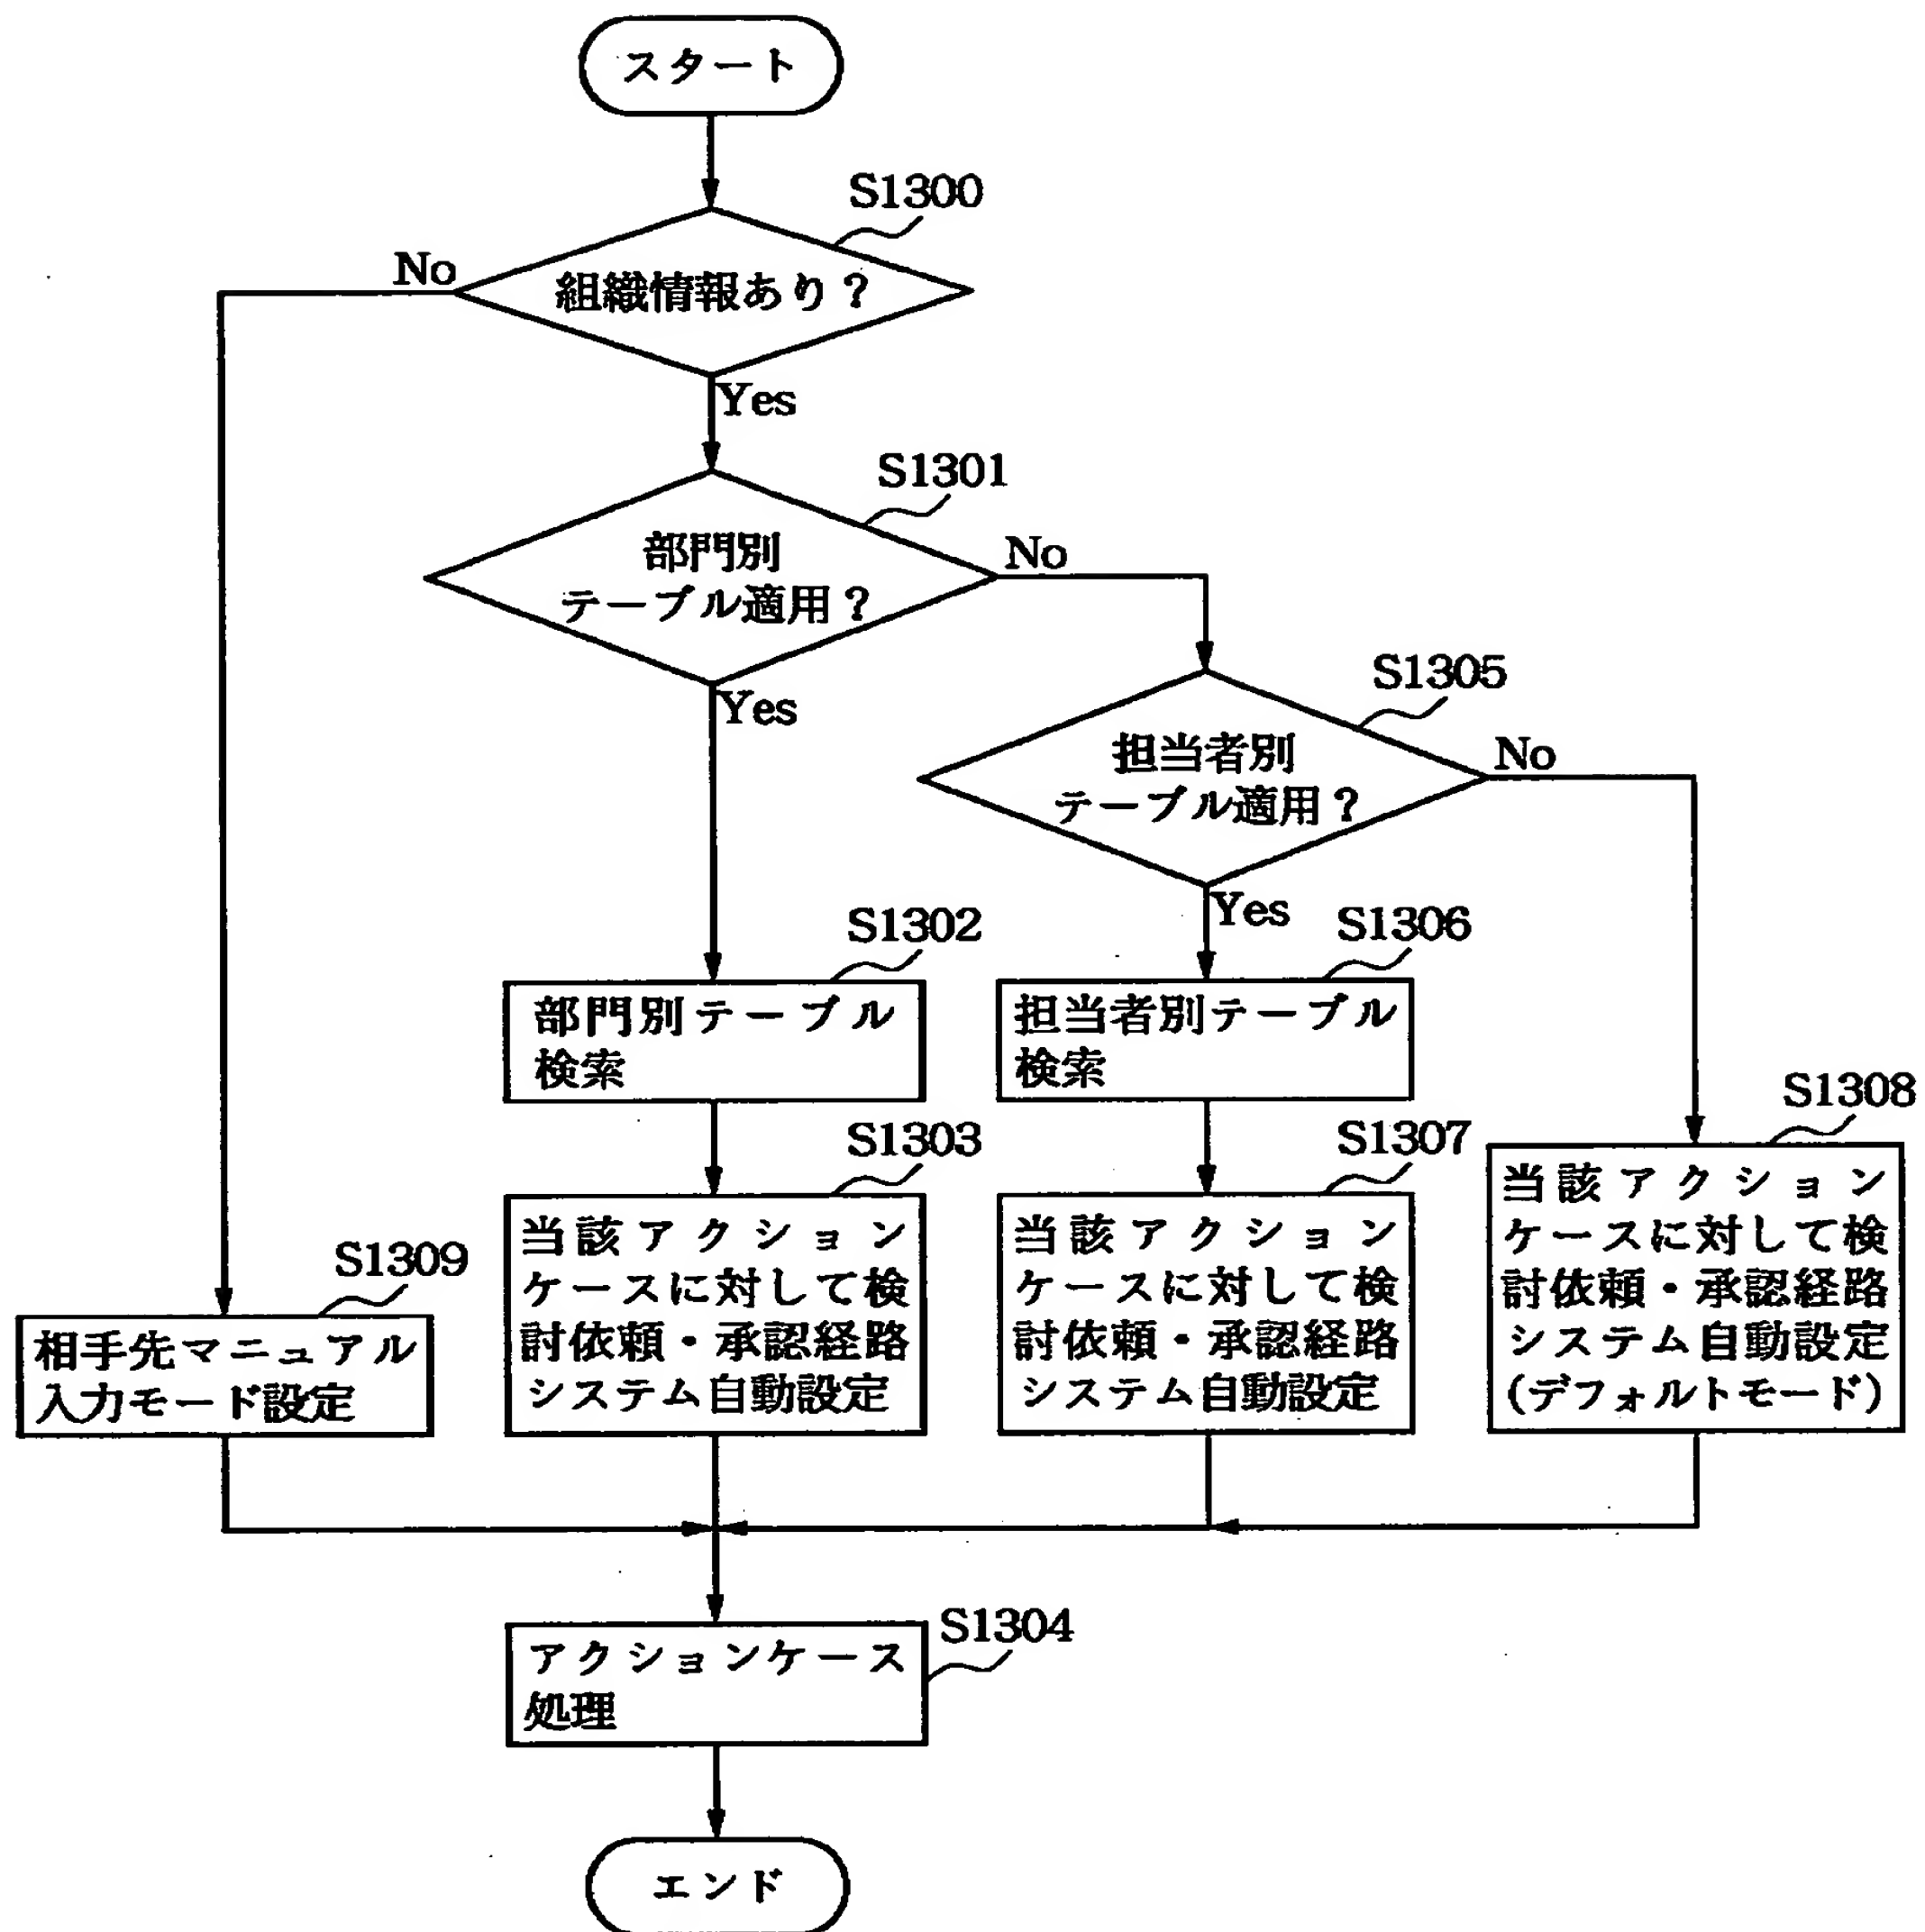 スタート
S1300
No
組織情報あり？
Yes
S1301
部門別
テーブル適用？
No
Yes
S1305
担当者別
テーブル適用？
No
Yes
S1302
部門別テーブル
検索
S1306
担当者別テーブル
検索
S1303
当該アクション
ケースに対して検
討依頼・承認経路
システム自動設定
S1307
当該アクション
ケースに対して検
討依頼・承認経路
システム自動設定
S1308
当該アクション
ケースに対して検
討依頼・承認経路
システム自動設定
(デフォルトモード)
S1309
相手先マニュアル
入力モード設定
S1304
アクションケース
処理
エンド